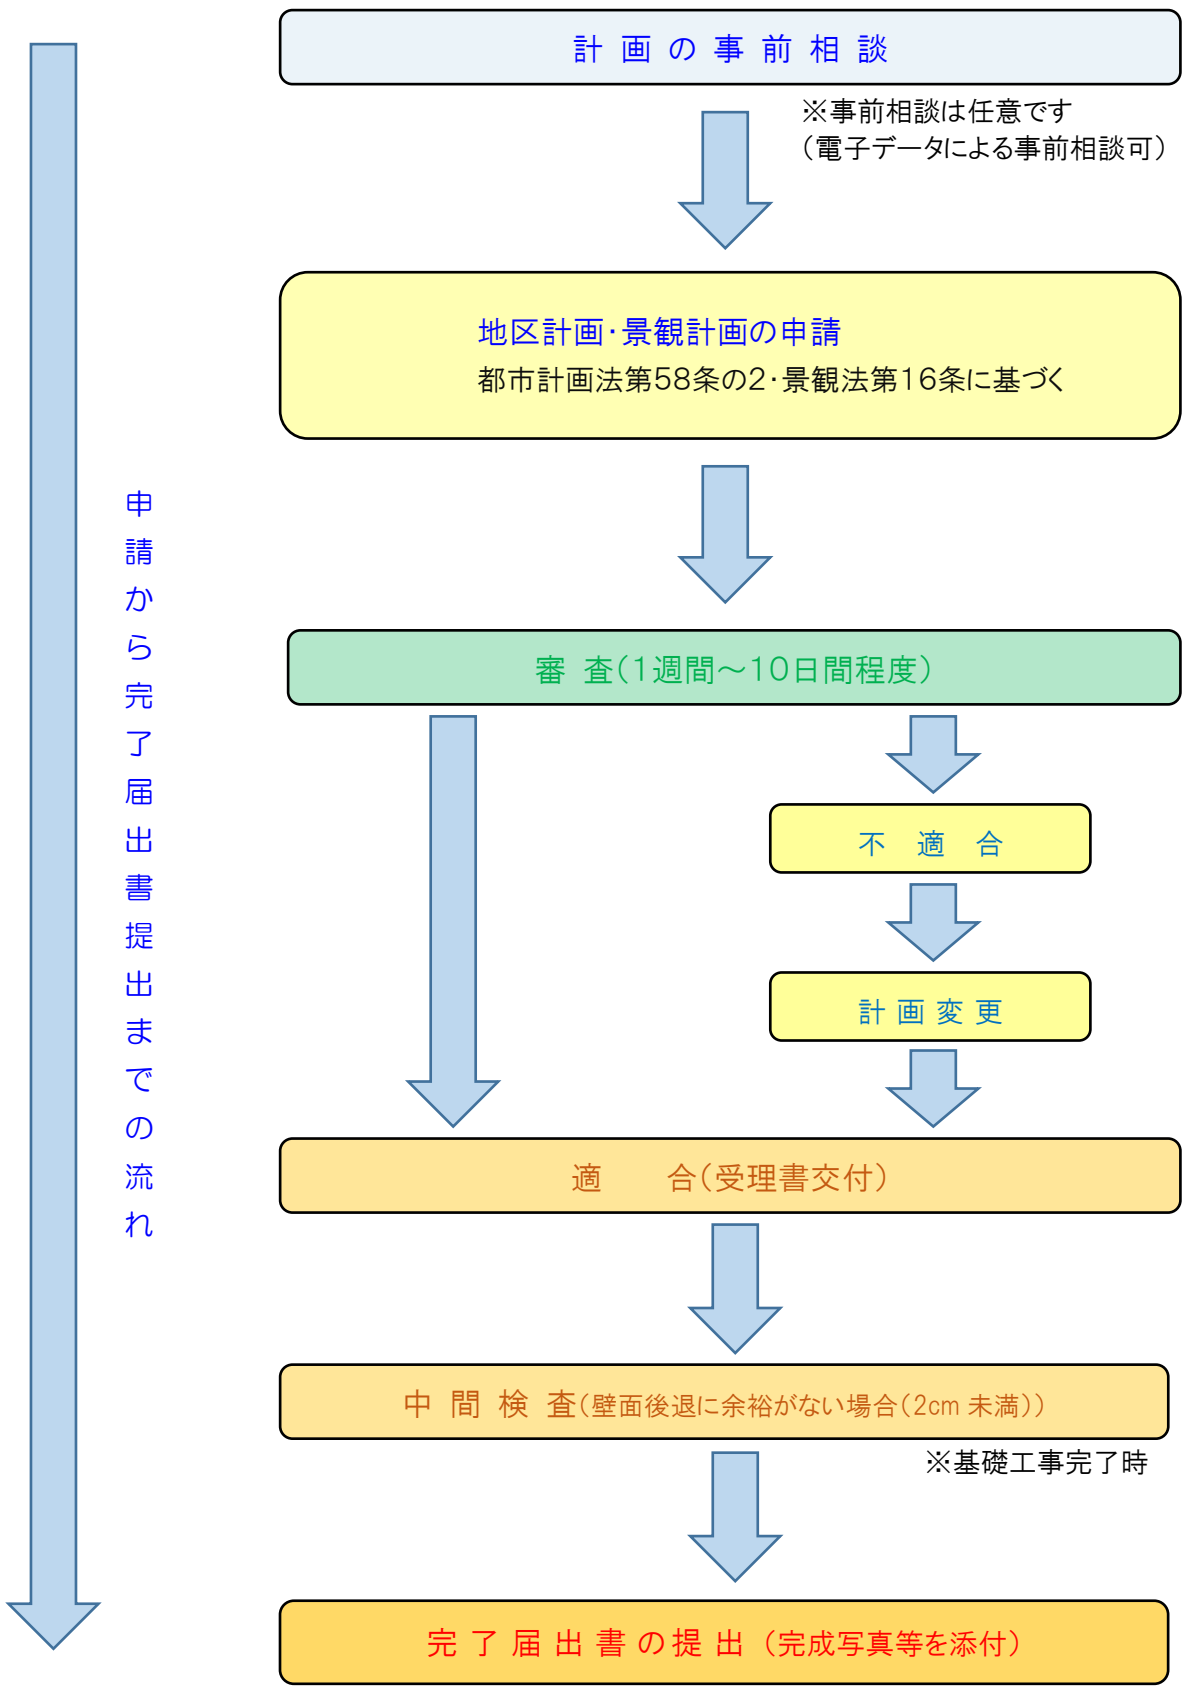 計画の事前相談
※事前相談は任意です
（電子データによる事前相談可）
地区計画・景観計画の申請
都市計画法第58条の2・景観法第16条に基づく
申請から完了届出書提出までの流れ
審査（1週間～10日間程度）
不適合
計画変更
適合（受理書交付）
中間検査（壁面後退に余裕がない場合（2cm 未満））
※基礎工事完了時
完了届出書の提出（完成写真等を添付）